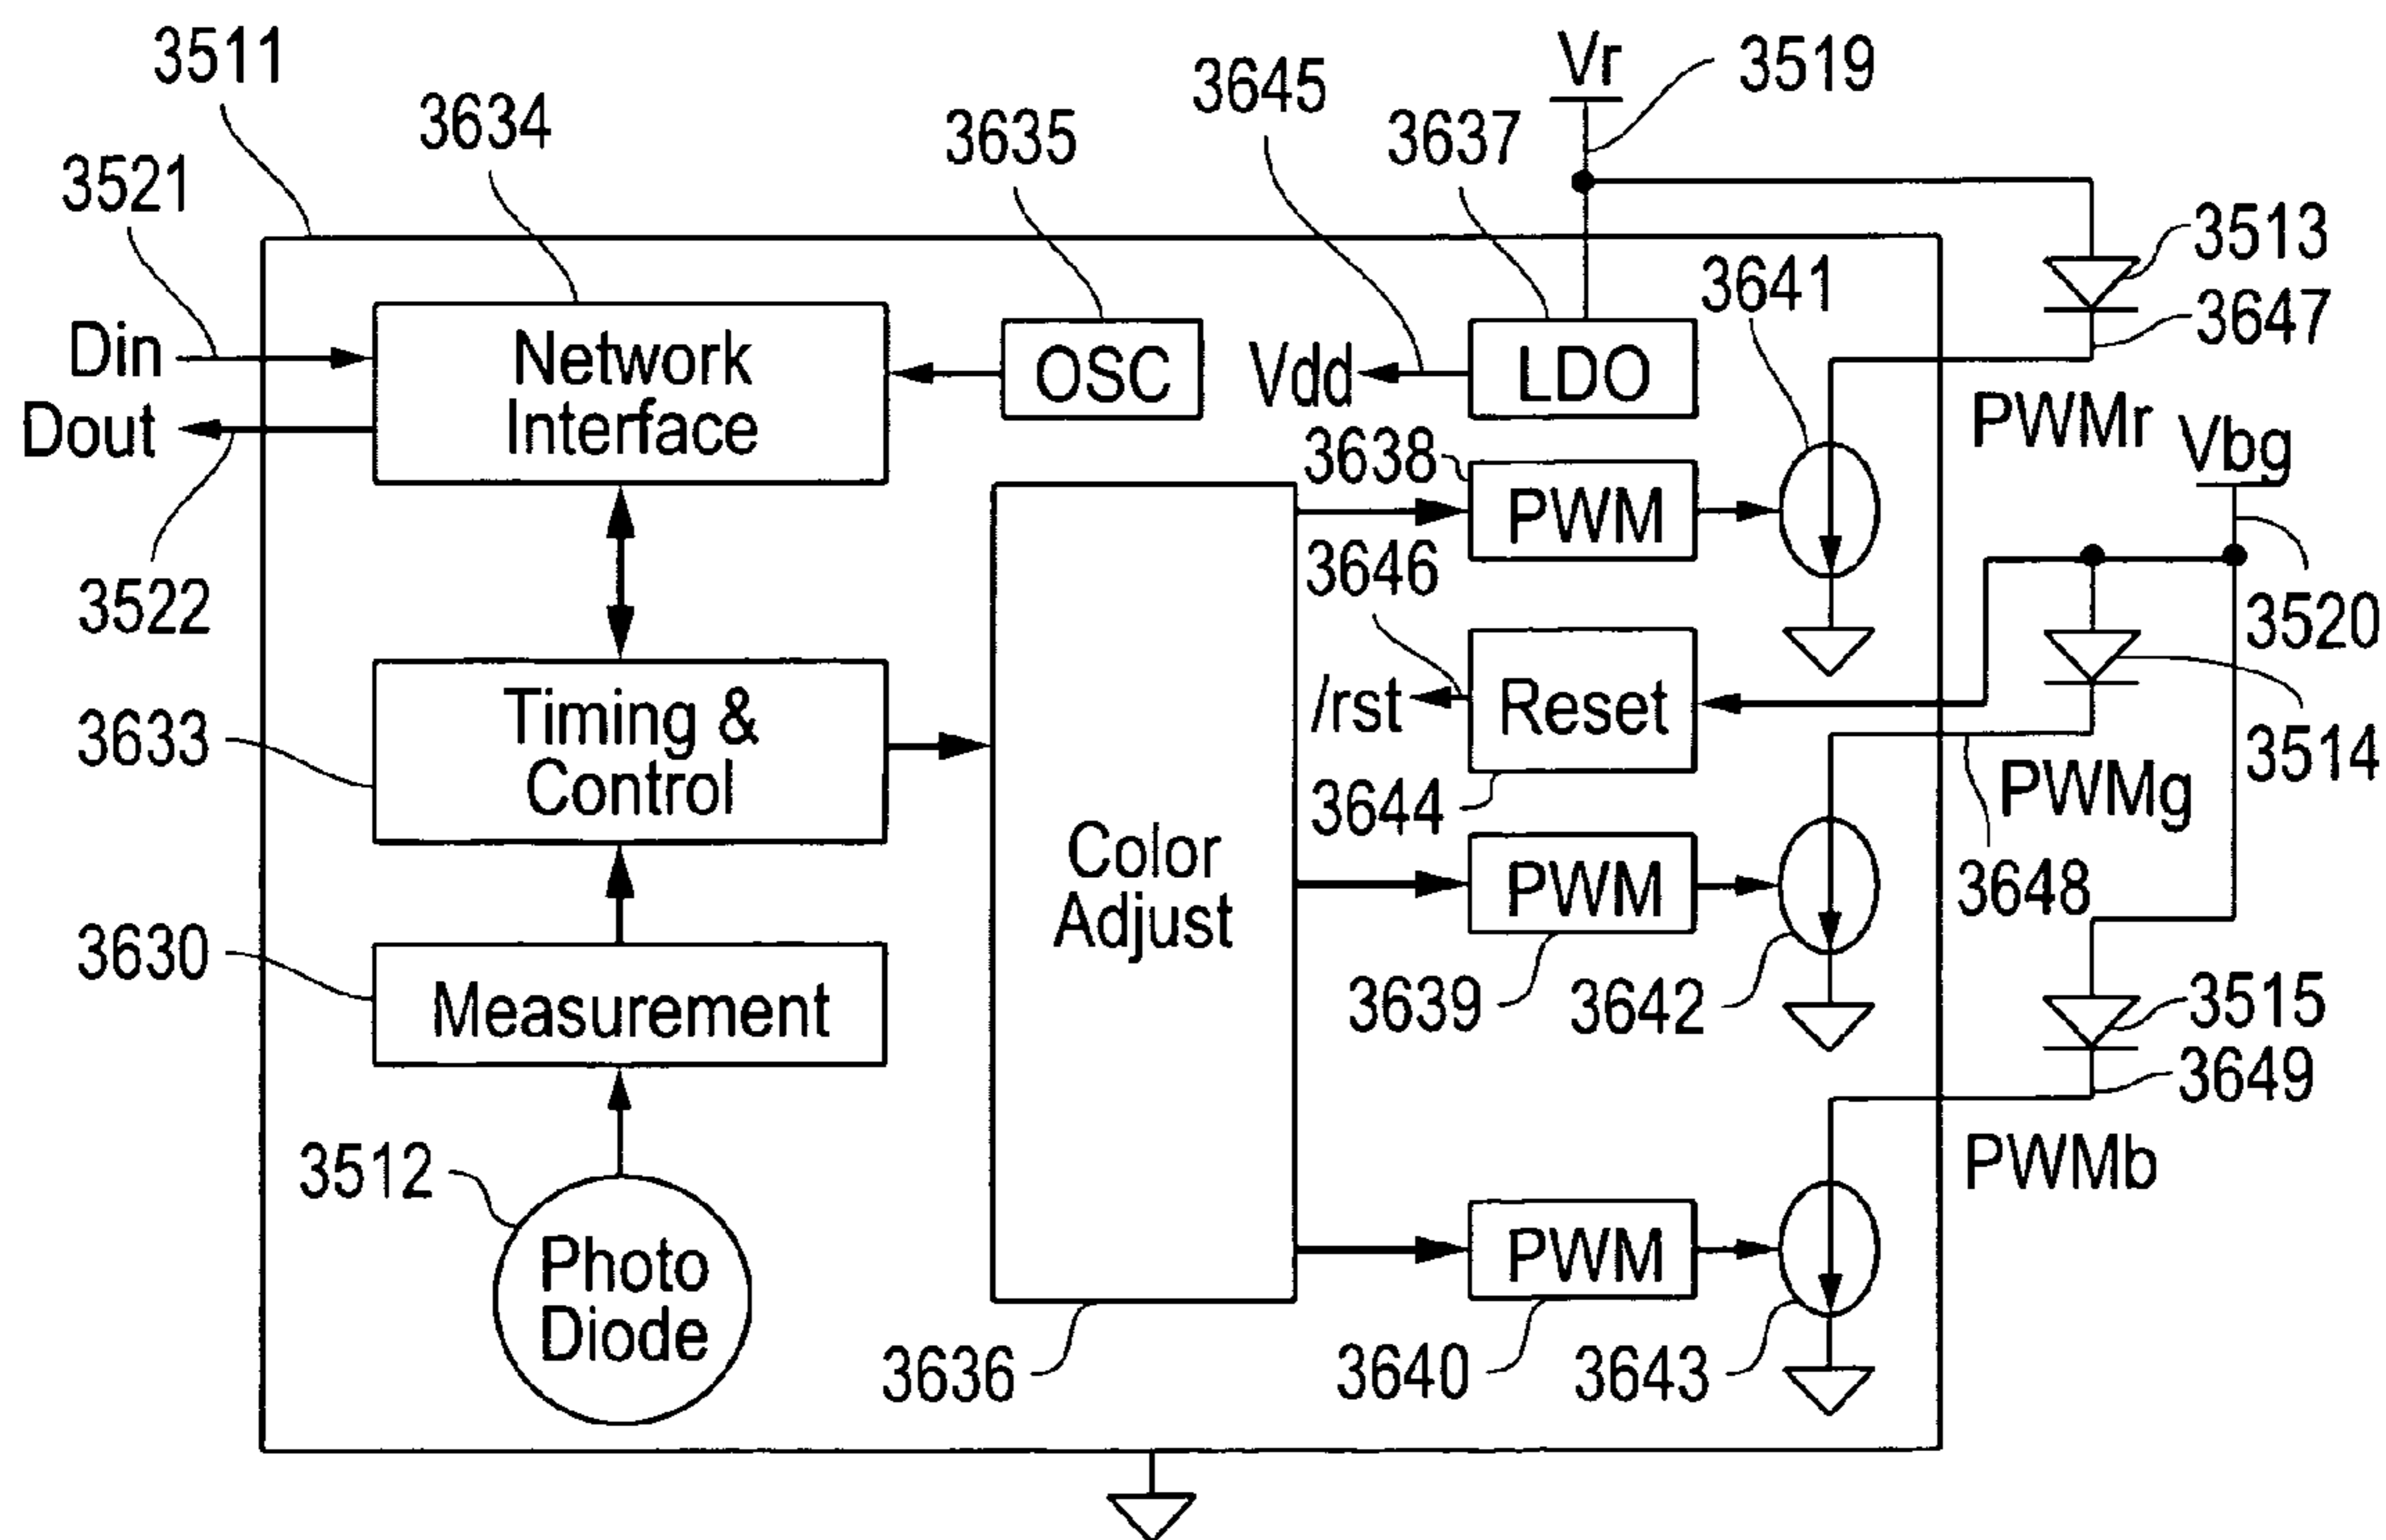 3511
3634
3521
3635
3645
3637
Vr
3519
3513
3647
3641
Din
Dout
3522
Network
Interface
OSC
Vdd
LDO
PWMr
Vbg
3638
PWM
3646
/rst
Reset
3644
3520
3514
PWMg
3648
3633
Timing &
Control
Color
Adjust
PWM
3639
3642
3630
Measurement
3515
3649
PWMb
3512
Photo
Diode
3636
PWM
3640
3643